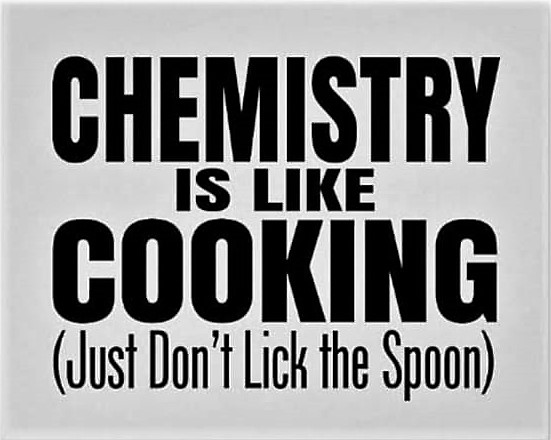 CHEMISTRY
IS LIKE
COOKING
(Just Don't Lick the Spoon)